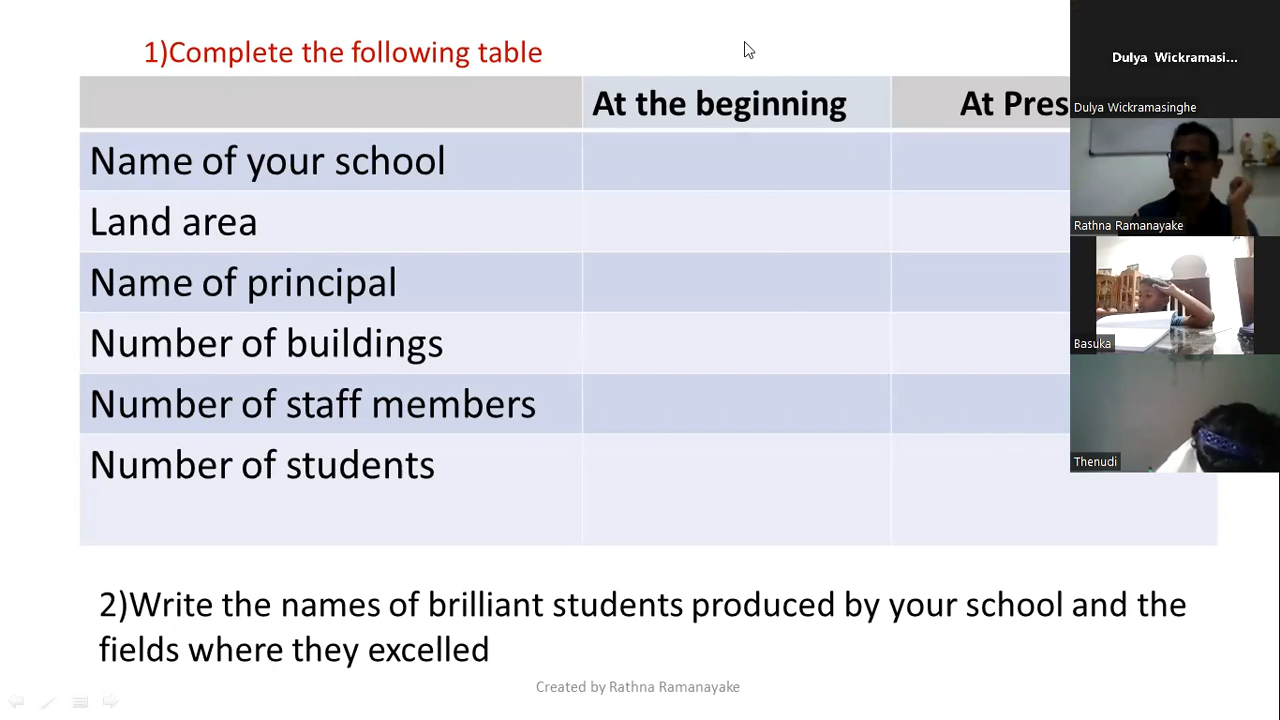 1)Complete the following table
At the beginning
At Pres
Name of your school
Land area
Name of principal
Number of buildings
Number of staff members
Number of students
2)Write the names of brilliant students produced by your school and the
fields where they excelled
Created by Rathna Ramanayake
Dulya Wickramasi...
Dulya Wickramasinghe
Rathna Ramanayake
Basuka
Thenudi